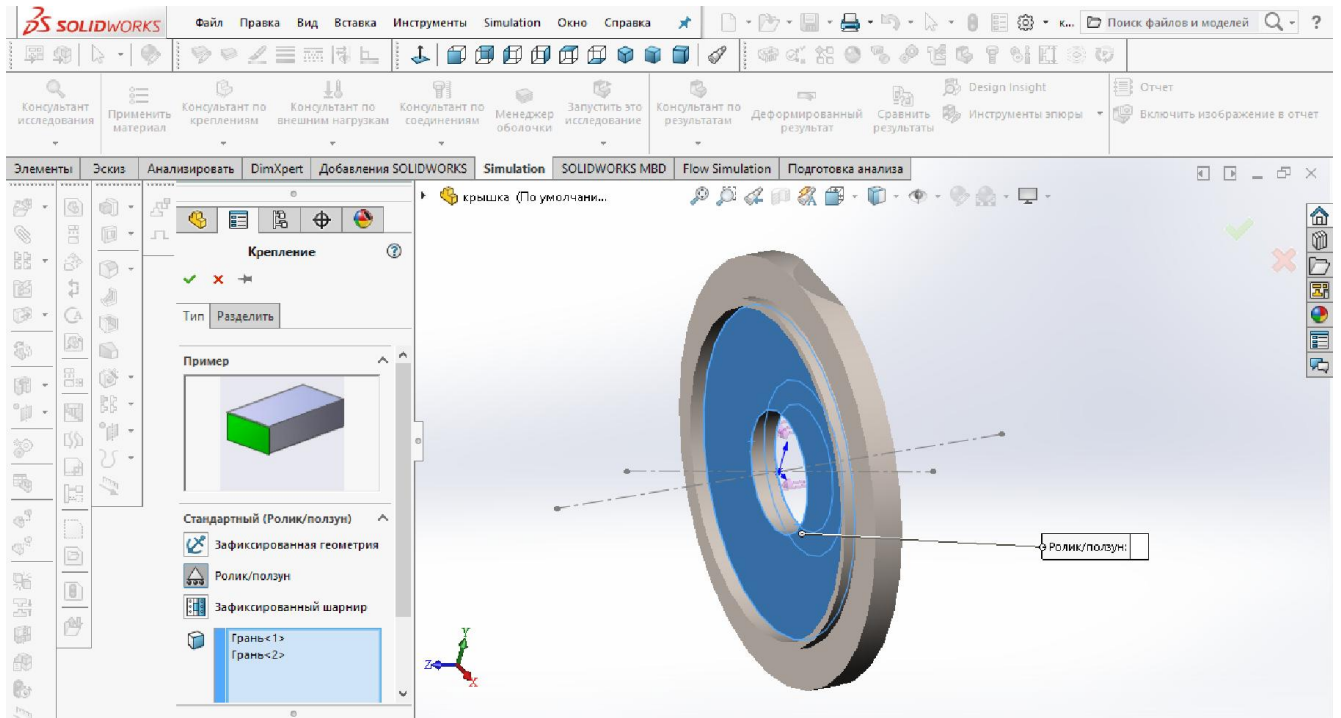 SOLIDWORKS Файл Правка Вид Вставка Инструменты Simulation Окно Справка к... Поиск файлов и моделей ?
Консультант исследования
Применить материал
Консультант по креплениям
Консультант по внешним нагрузкам
Консультант по соединениям
Менеджер оболочки
Запустить это исследование
Консультант по результатам
Деформированный результат
Сравнить результаты
Design Insight
Инструменты эпюры
Отчет
Включить изображение в отчет
Элементы Эскиз Анализировать DimXpert Добавления SOLIDWORKS Simulation SOLIDWORKS MBD Flow Simulation Подготовка анализа
крышка (По умолчани...
Крепление
Тип Разделить
Пример
Стандартный (Ролик/ползун)
Зафиксированная геометрия
Ролик/ползун
Зафиксированный шарнир
Грань<1>
Грань<2>
Ролик/ползун:
Y
Z
X